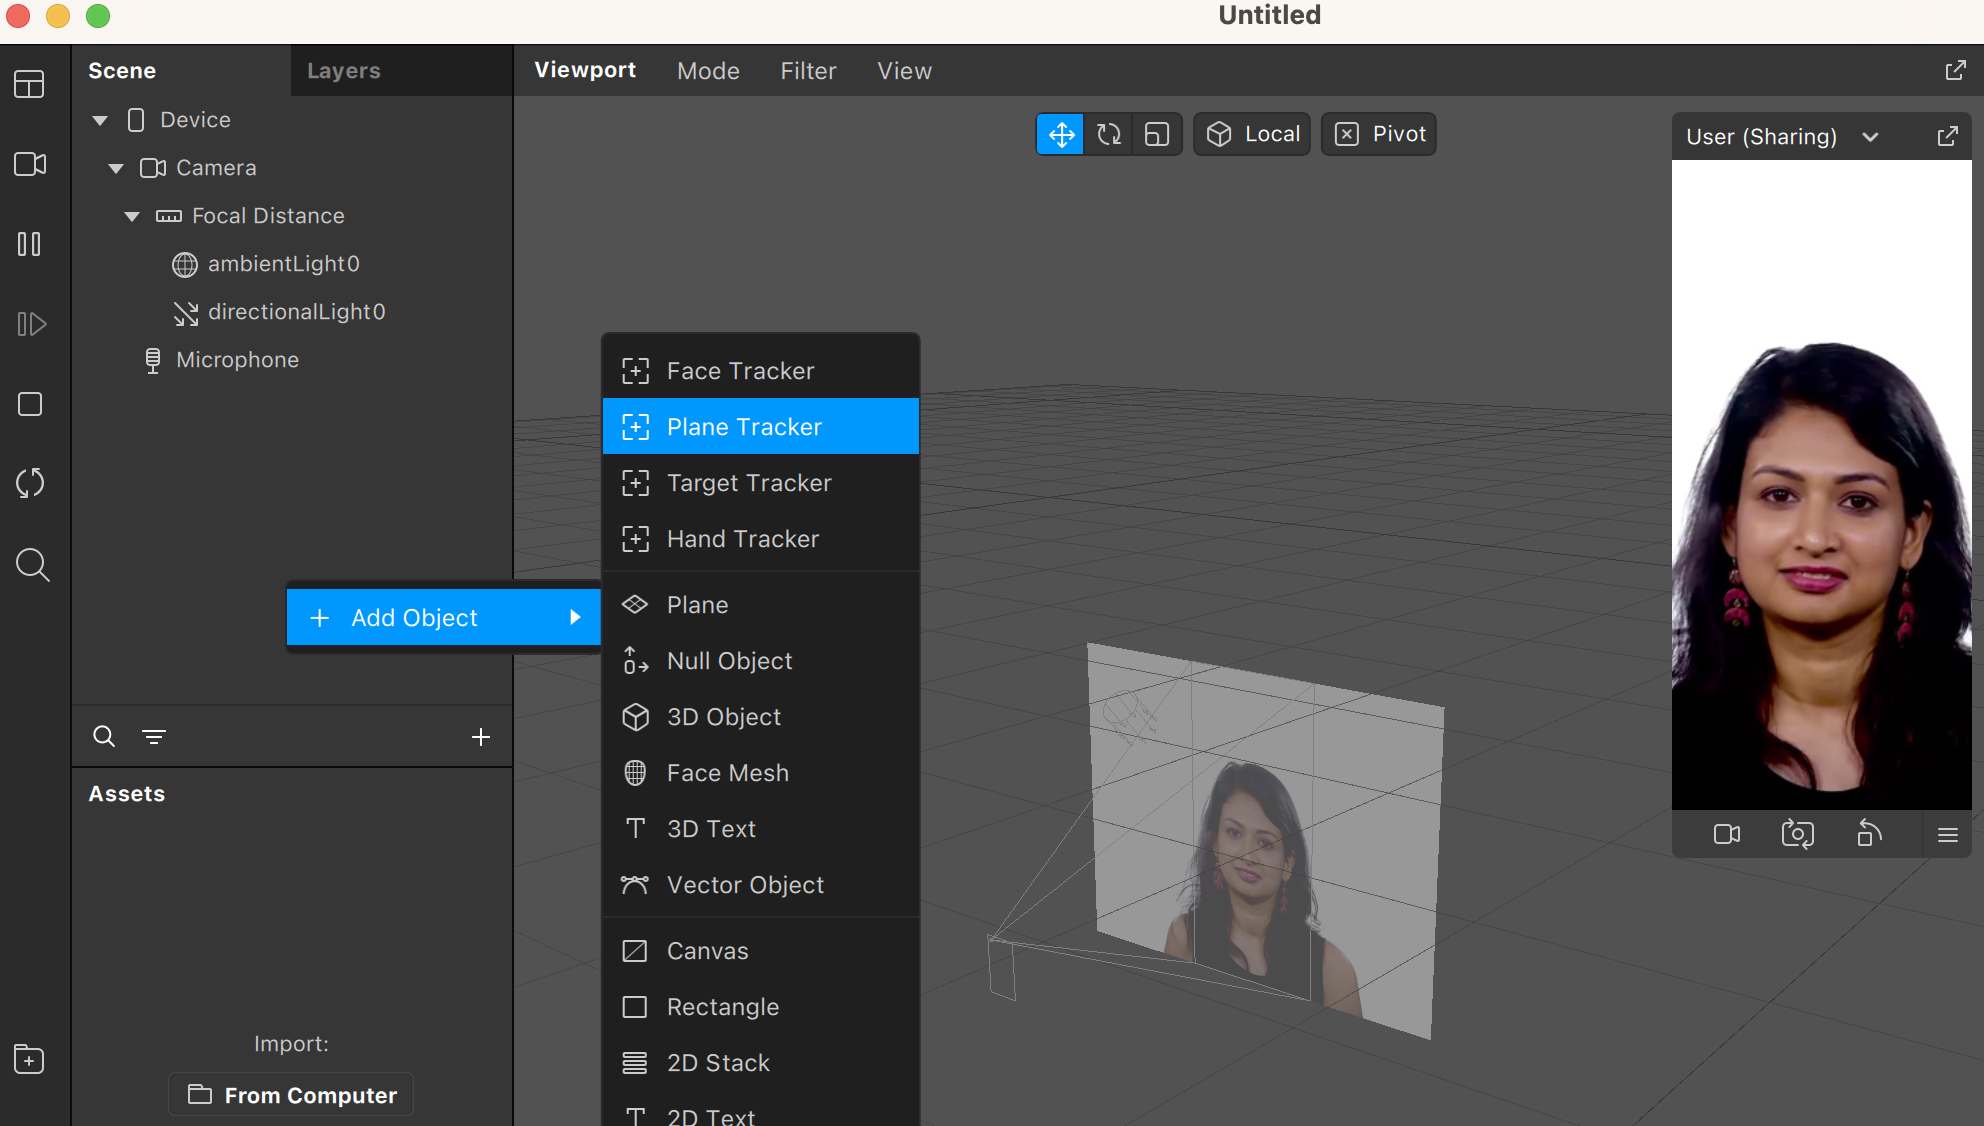 Untitled
Scene
Layers
Viewport
Mode
Filter
View
Device
Camera
Focal Distance
ambientLight0
directionalLight0
Microphone
Local
Pivot
User (Sharing)
Add Object
Face Tracker
Plane Tracker
Target Tracker
Hand Tracker
Plane
Null Object
3D Object
Face Mesh
3D Text
Vector Object
Canvas
Rectangle
2D Stack
2D Text
Assets
Import:
From Computer